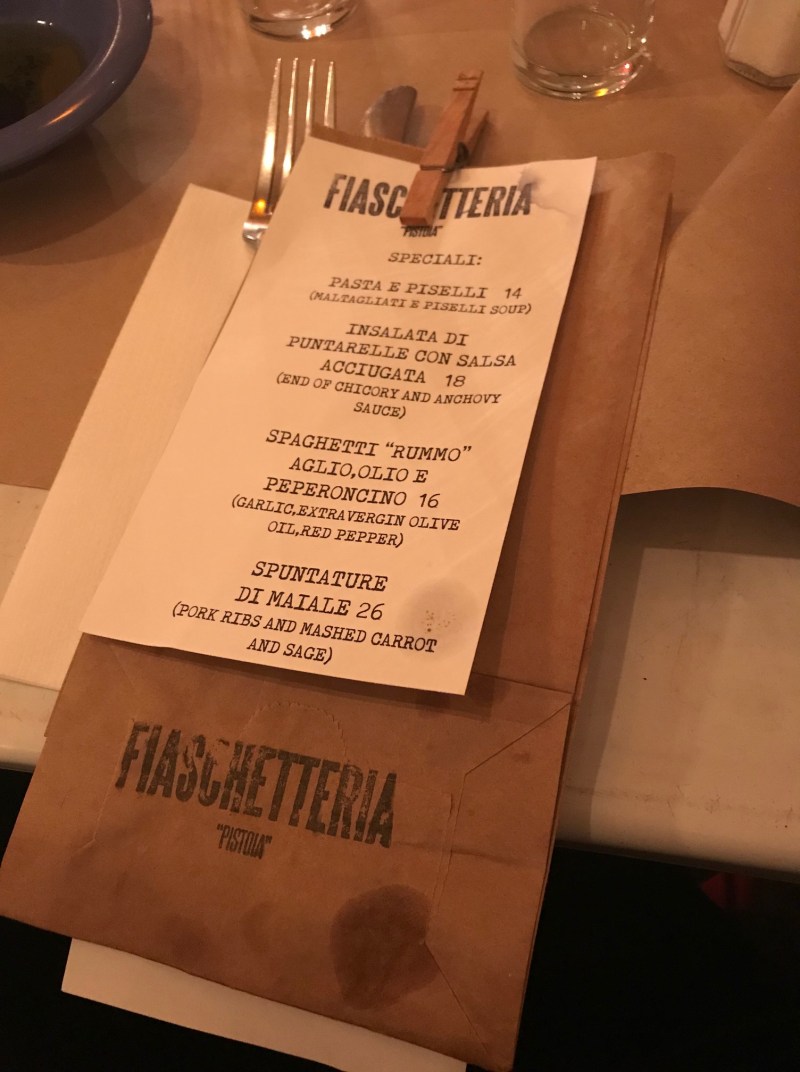 FIASCHETTERIA
"PISTOIA"
SPECIALI:
PASTA E PISELLI 14
(MALTAGLIATI E PISELLI SOUP)
INSALATA DI
PUNTARELLE CON SALSA
ACCIUGATA 18
(END OF CHICORY AND ANCHOVY
SAUCE)
SPAGHETTI “RUMMO”
AGLIO,OLIO E
PEPERONCINO 16
(GARLIC,EXTRAVERGIN OLIVE
OIL,RED PEPPER)
SPUNTATURE
DI MAIALE 26
(PORK RIBS AND MASHED CARROT
AND SAGE)
FIASCHETTERIA
"PISTOIA"